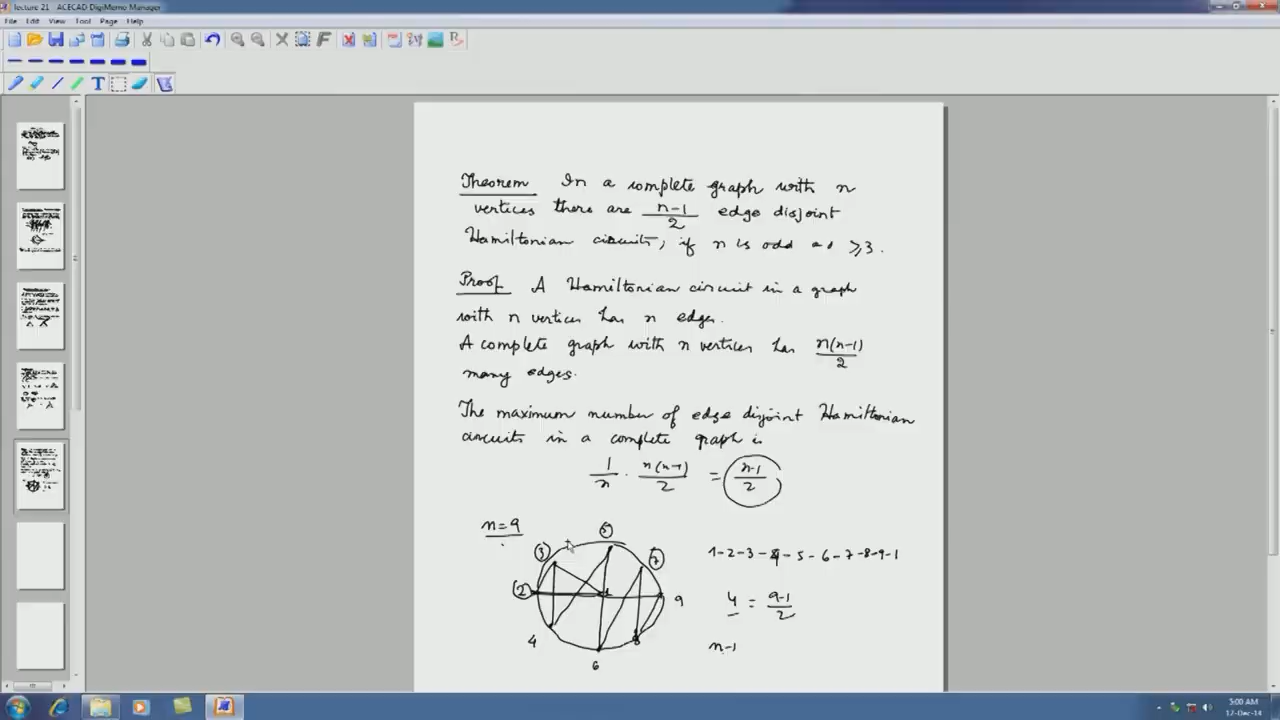 lecture 21 - ACECAD DigiMemo Manager
File Edit View Tool Page Help
Theorem In a complete graph with n
vertices there are n-1/2 edge disjoint
Hamiltonian circuits, if n is odd ≥3.
Proof A Hamiltonian circuit in a graph
with n vertices has n edges.
A complete graph with n vertices has n(n-1)/2
many edges.
The maximum number of edge disjoint Hamiltonian
circuits in a complete graph is
1/n · n(n-1)/2 = n-1/2
n=9
5
3
7
2
1
9
4
8
6
1-2-3-4-5-6-7-8-9-1
4 = 9-1/2
n-1
5:00 AM
17-Dec-14